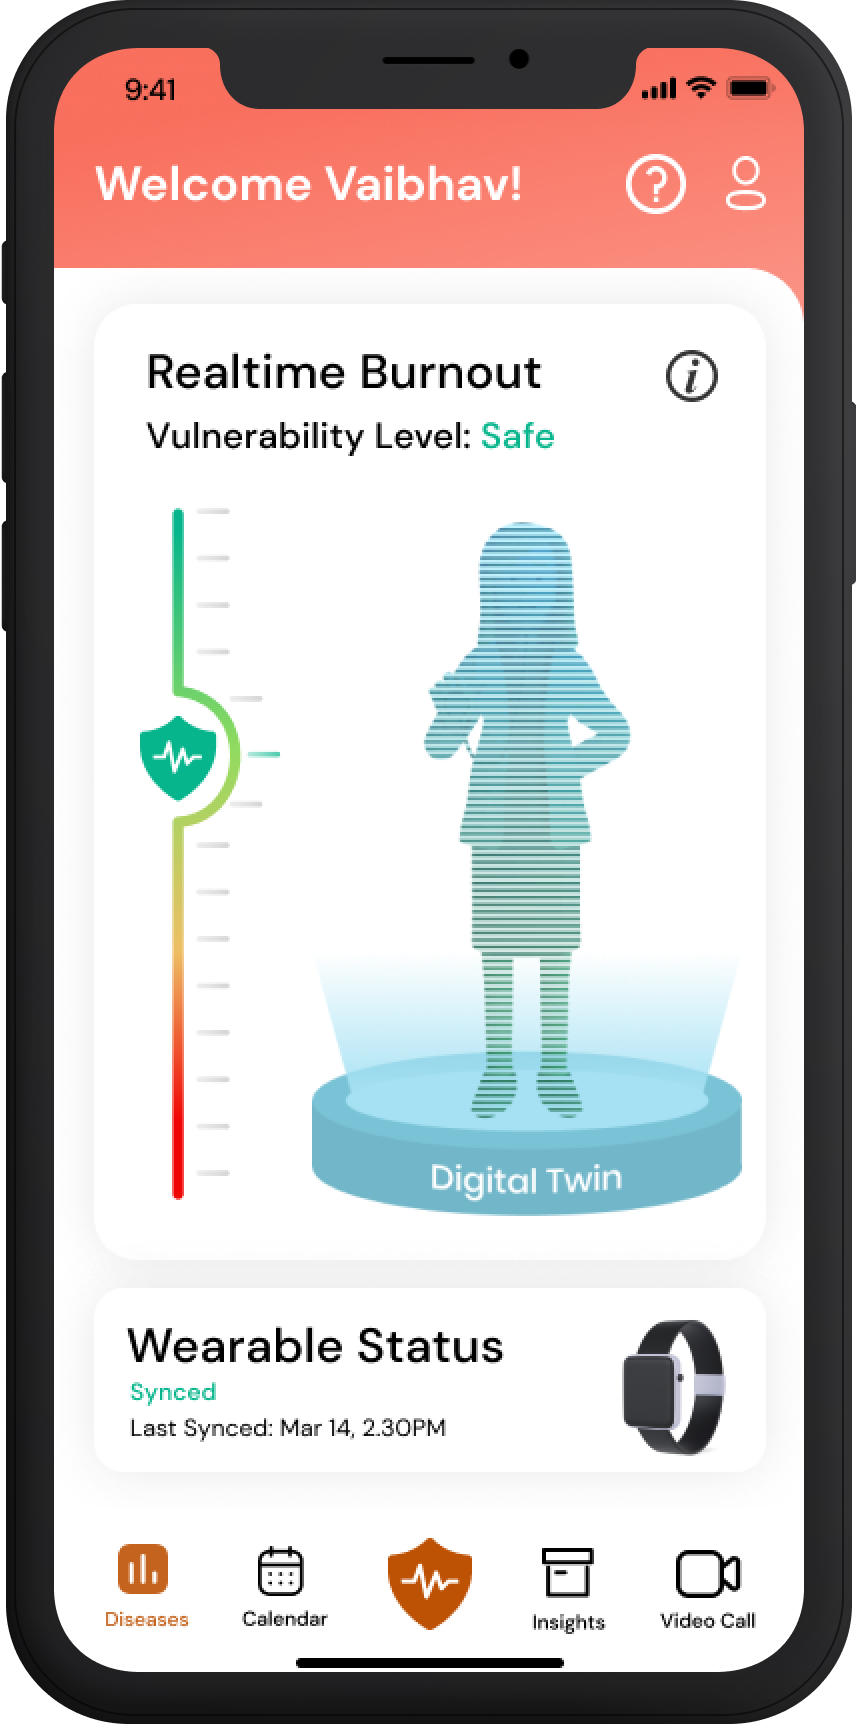 9:41
Welcome Vaibhav!
Realtime Burnout
Vulnerability Level: Safe
Digital Twin
Wearable Status
Synced
Last Synced: Mar 14, 2.30PM
Diseases
Calendar
Insights
Video Call